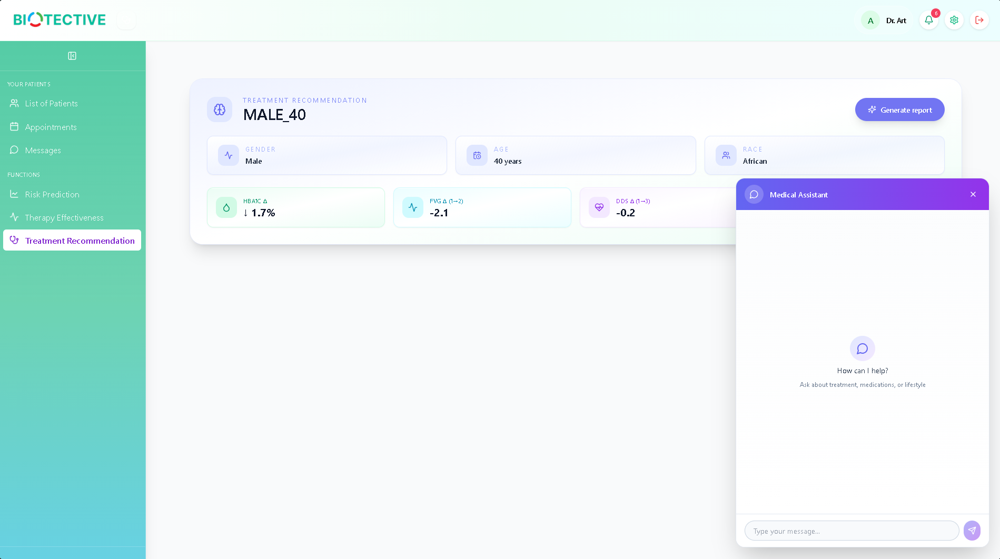 BIOTECTIVE
A
Dr. Art
6
YOUR PATIENTS
List of Patients
Appointments
Messages
FUNCTIONS
Risk Prediction
Therapy Effectiveness
Treatment Recommendation
TREATMENT RECOMMENDATION
MALE_40
Generate report
GENDER
Male
AGE
40 years
RACE
African
HBA1C Δ
↓ 1.7%
FVG Δ (1→2)
-2.1
DDS Δ (1→3)
-0.2
Medical Assistant
How can I help?
Ask about treatment, medications, or lifestyle
Type your message...